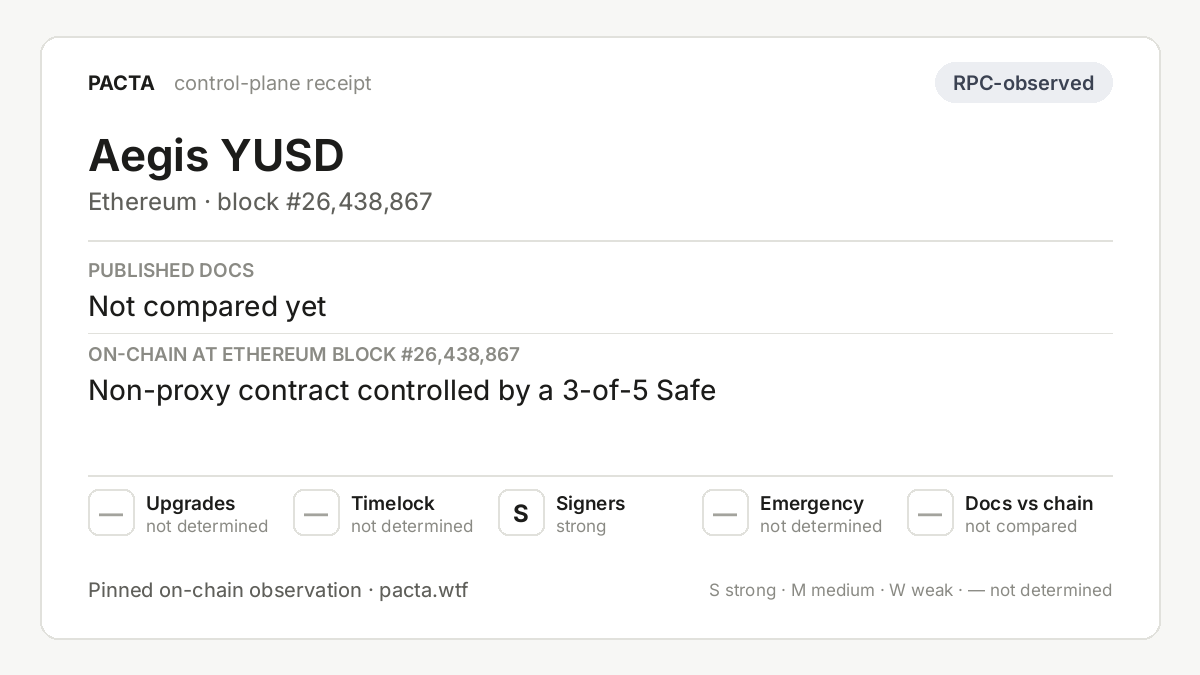 PACTA control-plane receipt
RPC-observed
Aegis YUSD
Ethereum · block #26,438,867
PUBLISHED DOCS
Not compared yet
ON-CHAIN AT ETHEREUM BLOCK #26,438,867
Non-proxy contract controlled by a 3-of-5 Safe
— Upgrades
not determined
— Timelock
not determined
S Signers
strong
— Emergency
not determined
— Docs vs chain
not compared
Pinned on-chain observation · pacta.wtf
S strong · M medium · W weak · — not determined